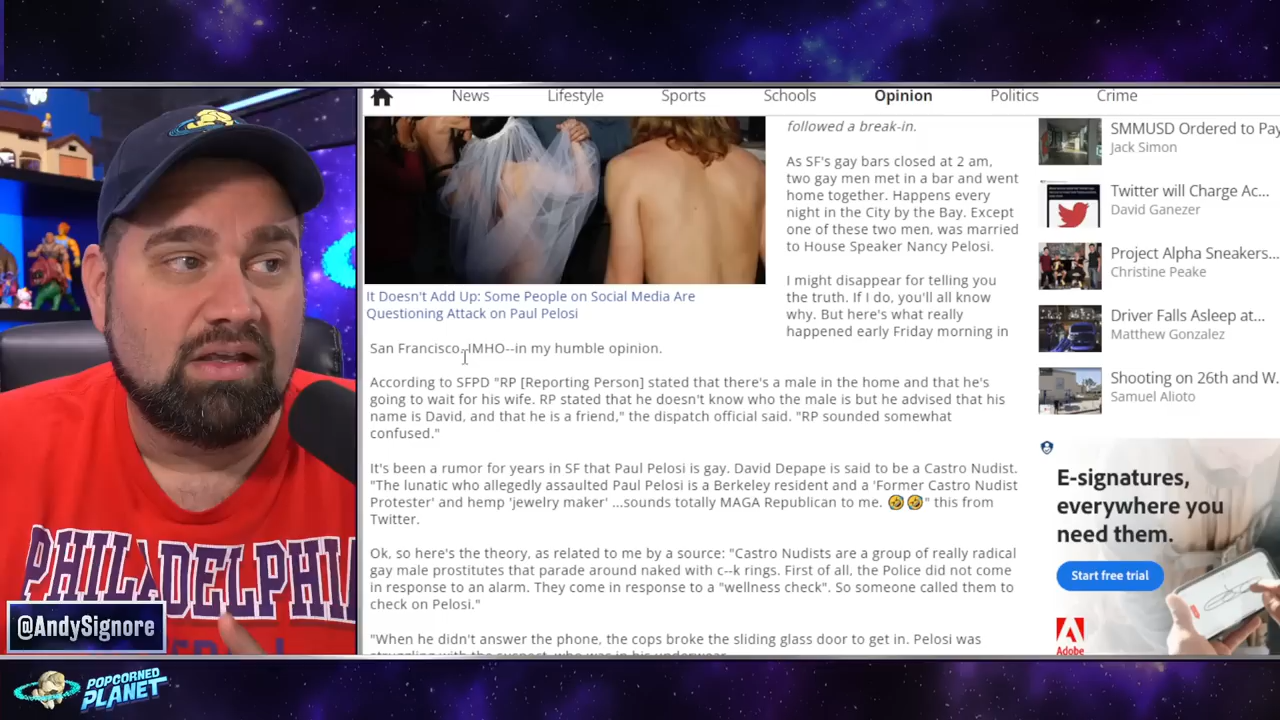 News Lifestyle Sports Schools Opinion Politics Crime
followed a break-in.
As SF's gay bars closed at 2 am,
two gay men met in a bar and went
home together. Happens every
night in the City by the Bay. Except
one of these two men, was married
to House Speaker Nancy Pelosi.
I might disappear for telling you
the truth. If I do, you'll all know
why. But here's what really
happened early Friday morning in
It Doesn't Add Up: Some People on Social Media Are
Questioning Attack on Paul Pelosi
San Francisco, IMHO--in my humble opinion.
According to SFPD "RP [Reporting Person] stated that there's a male in the home and that he's
going to wait for his wife. RP stated that he doesn't know who the male is but he advised that his
name is David, and that he is a friend," the dispatch official said. "RP sounded somewhat
confused."
It's been a rumor for years in SF that Paul Pelosi is gay. David Depape is said to be a Castro Nudist.
"The lunatic who allegedly assaulted Paul Pelosi is a Berkeley resident and a 'Former Castro Nudist
Protester' and hemp 'jewelry maker' ...sounds totally MAGA Republican to me. 🤣🤣" this from
Twitter.
Ok, so here's the theory, as related to me by a source: "Castro Nudists are a group of really radical
gay male prostitutes that parade around naked with c--k rings. First of all, the Police did not come
in response to an alarm. They come in response to a "wellness check". So someone called them to
check on Pelosi."
"When he didn't answer the phone, the cops broke the sliding glass door to get in. Pelosi was
struggling with the suspect, who was in his underwear.
SMMUSD Ordered to Pay
Jack Simon
Twitter will Charge Ac...
David Ganezer
Project Alpha Sneakers...
Christine Peake
Driver Falls Asleep at...
Matthew Gonzalez
Shooting on 26th and W.
Samuel Alioto
E-signatures,
everywhere you
need them.
Start free trial
Adobe
PHILADELPHIA
@AndySignore
POPCORNED
PLANET